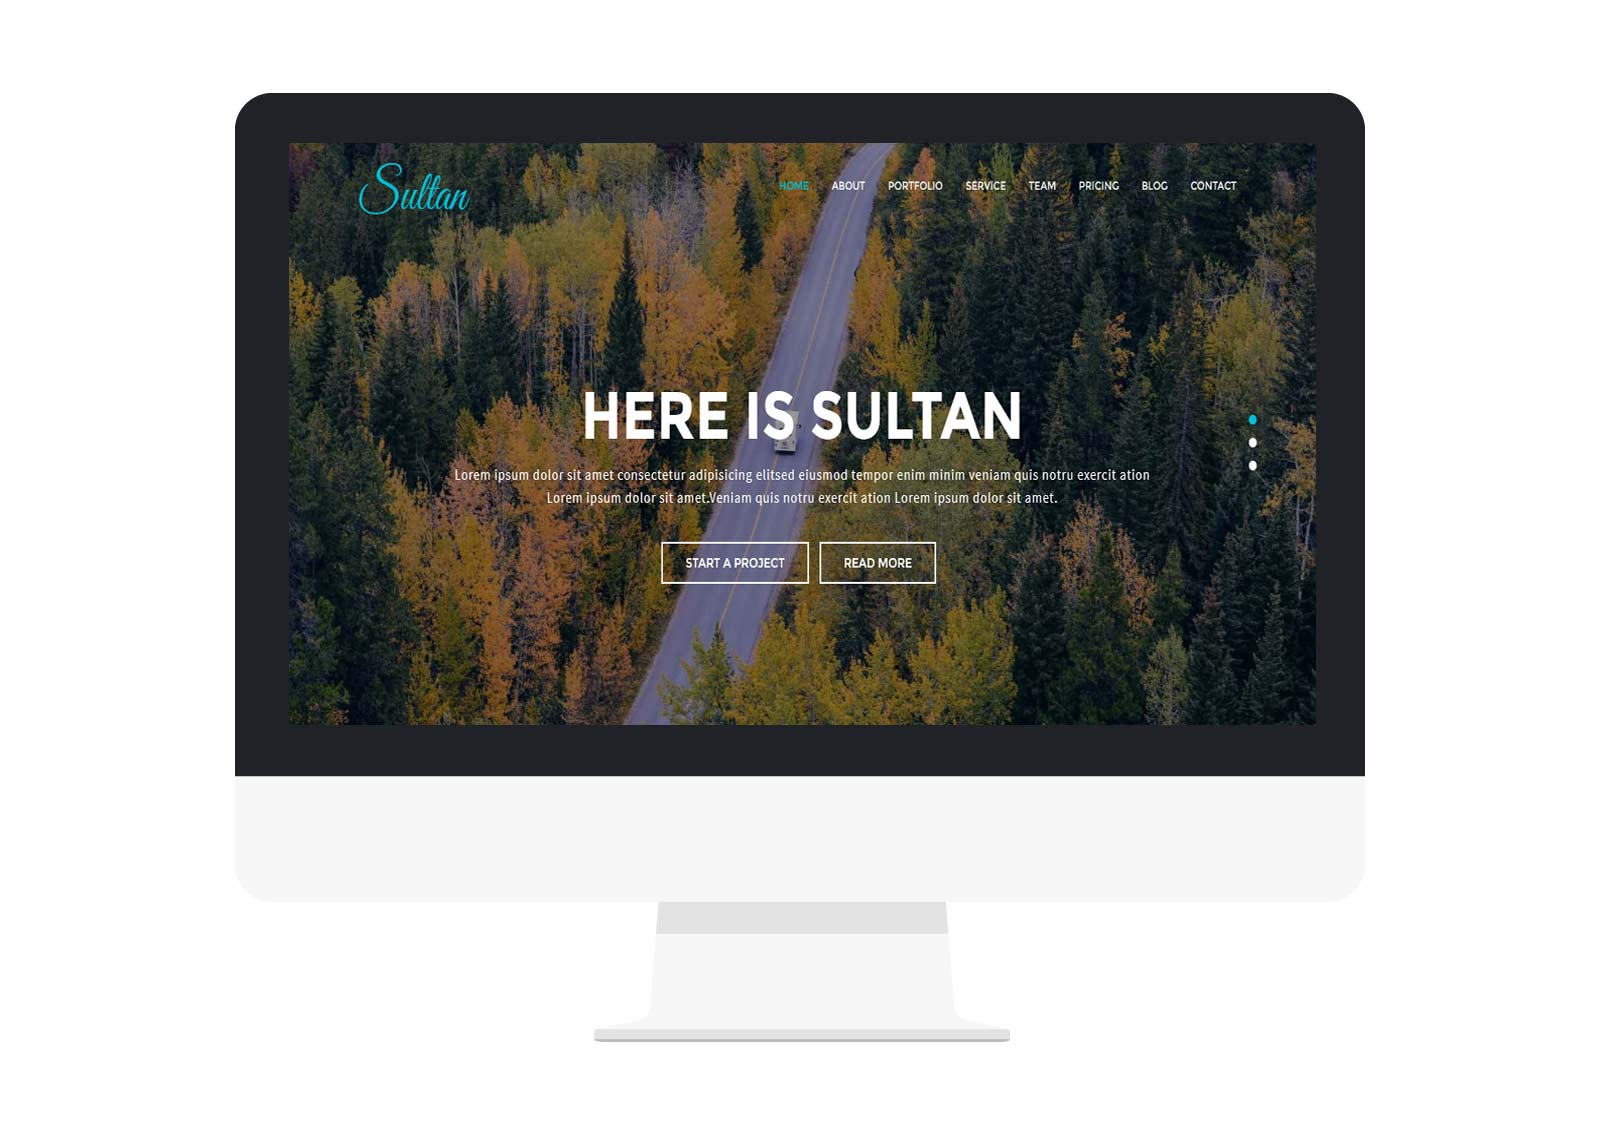 Sultan
HOME ABOUT PORTFOLIO SERVICE TEAM PRICING BLOG CONTACT
HERE IS SULTAN
Lorem ipsum dolor sit amet consectetur adipisicing elitsed eiusmod tempor enim minim veniam quis notru exercit ation
Lorem ipsum dolor sit amet.Veniam quis notru exercit ation Lorem ipsum dolor sit amet.
START A PROJECT READ MORE